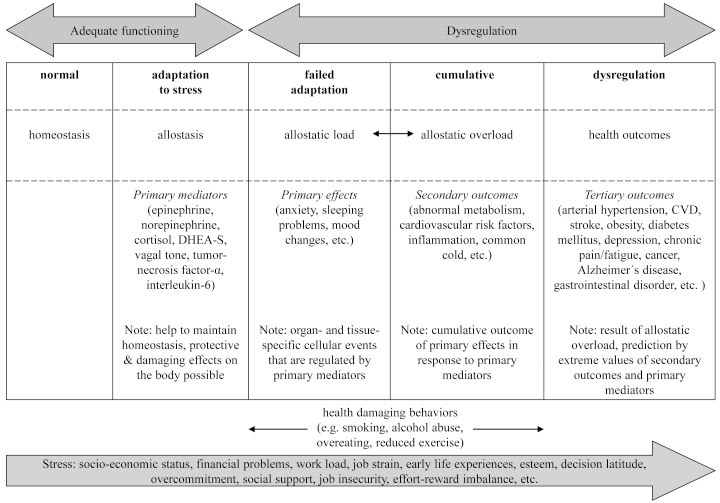 Adequate functioning
Dysregulation
normal
adaptation
to stress
failed
adaptation
cumulative
dysregulation
homeostasis
allostasis
allostatic load
allostatic overload
health outcomes
Primary mediators
(epinephrine,
norepinephrine,
cortisol, DHEA-S,
vagal tone, tumor-
necrosis factor-α,
interleukin-6)
Primary effects
(anxiety, sleeping
problems, mood
changes, etc.)
Secondary outcomes
(abnormal metabolism,
cardiovascular risk factors,
inflammation, common
cold, etc.)
Tertiary outcomes
(arterial hypertension, CVD,
stroke, obesity, diabetes
mellitus, depression, chronic
pain/fatigue, cancer,
Alzheimer´s disease,
gastrointestinal disorder, etc. )
Note: help to maintain
homeostasis, protective
& damaging effects on
the body possible
Note: organ- and tissue-
specific cellular events
that are regulated by
primary mediators
Note: cumulative outcome
of primary effects in
response to primary
mediators
Note: result of allostatic
overload, prediction by
extreme values of secondary
outcomes and primary
mediators
health damaging behaviors
(e.g. smoking, alcohol abuse,
overeating, reduced exercise)
Stress: socio-economic status, financial problems, work load, job strain, early life experiences, esteem, decision latitude,
overcommitment, social support, job insecurity, effort-reward imbalance, etc.